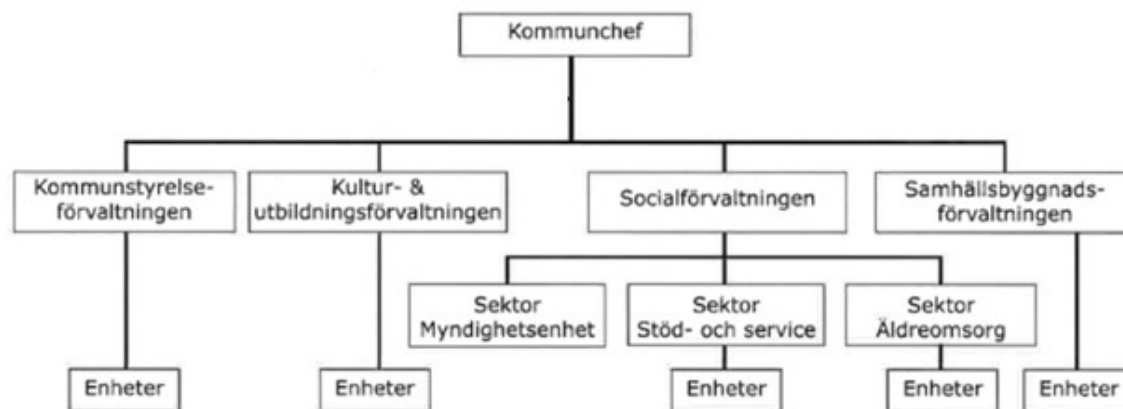 Kommunchef
Kommunstyrelse-
förvaltningen
Kultur- &
utbildningsförvaltningen
Socialförvaltningen
Samhällsbyggnads-
förvaltningen
Sektor
Myndighetsenhet
Sektor
Stöd- och service
Sektor
Äldreomsorg
Enheter
Enheter
Enheter
Enheter
Enheter